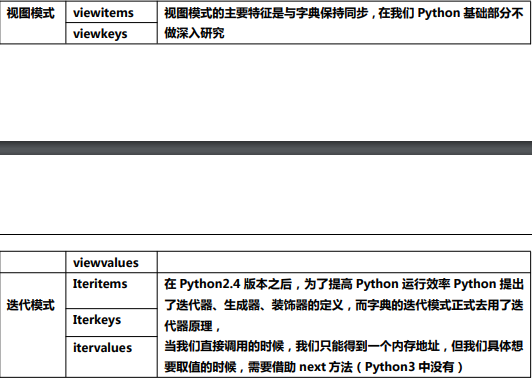 视图模式 viewitems 视图模式的主要特征是与字典保持同步，在我们 Python 基础部分不
viewkeys 做深入研究
viewvalues
迭代模式 Iteritems 在 Python2.4 版本之后，为了提高 Python 运行效率 Python 提出
了迭代器、生成器、装饰器的定义，而字典的迭代模式正式去用了迭
Iterkeys 代器原理，
itervalues 当我们直接调用的时候，我们只能得到一个内存地址，但我们具体想
要取值的时候，需要借助 next 方法（Python3 中没有）